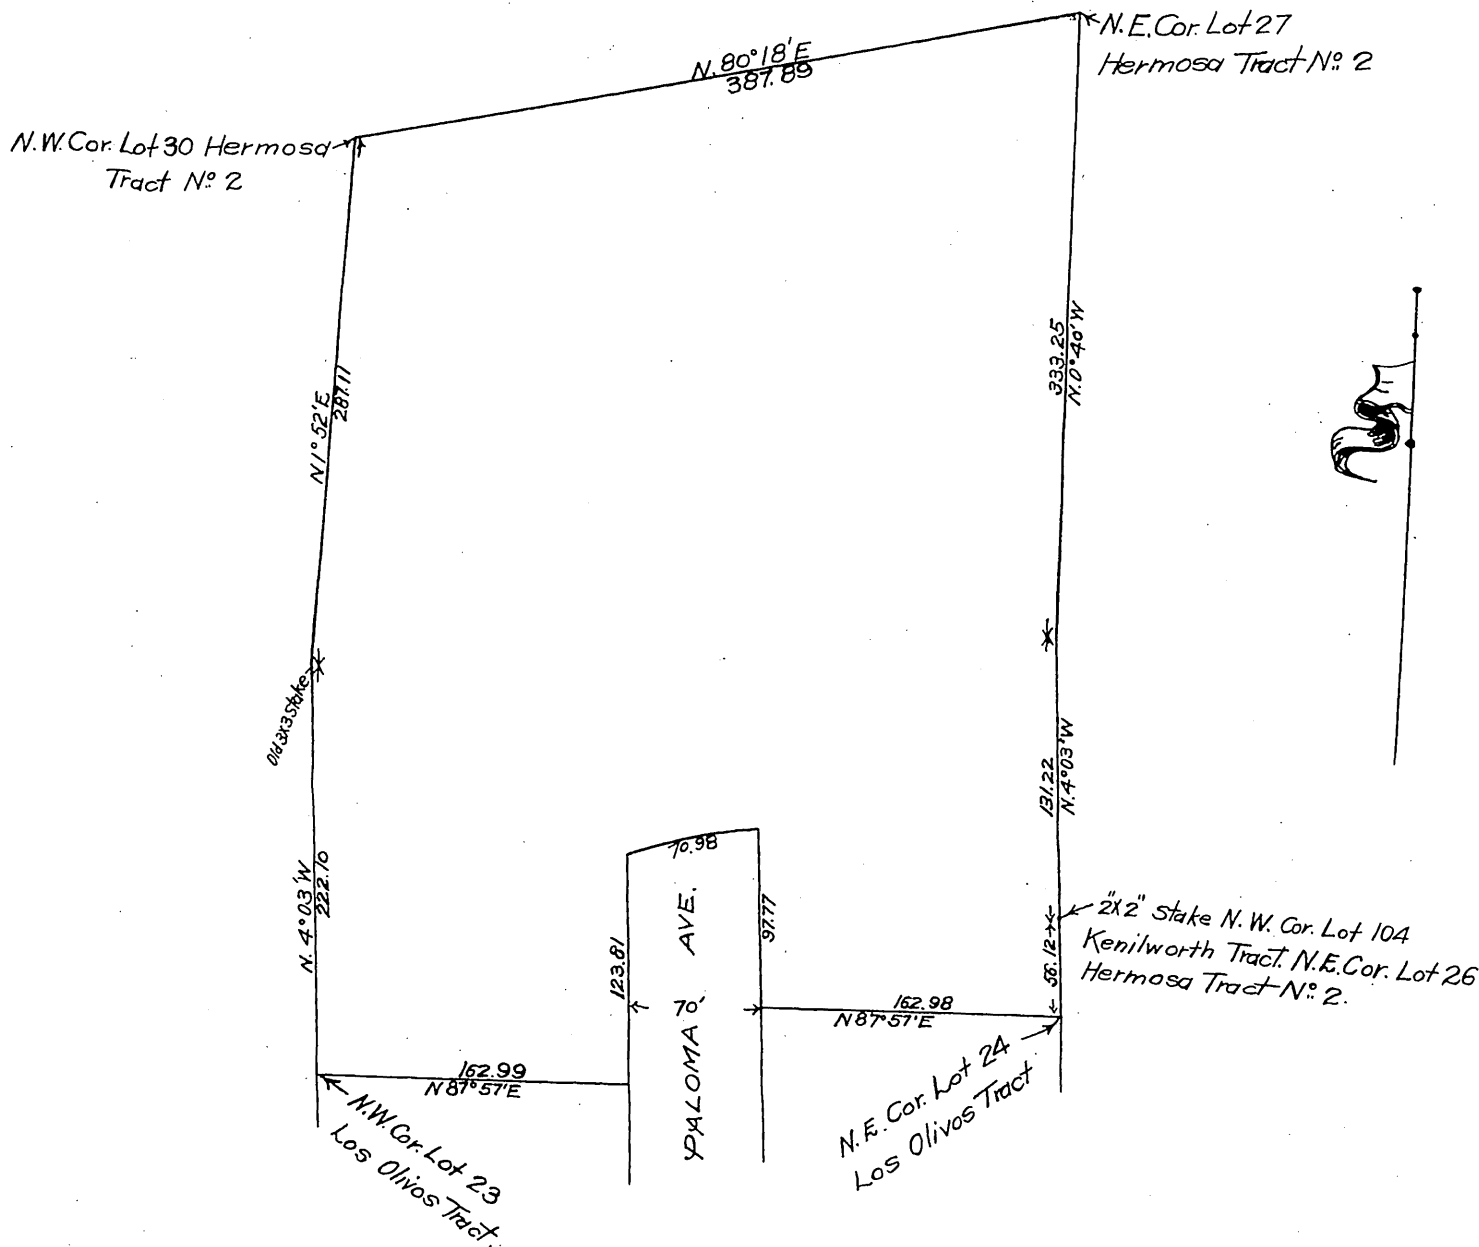 N.E.Cor. Lot 27
Hermosa Tract Nº 2
N. 80°18'E
387.89
N.W.Cor. Lot 30 Hermosa
Tract Nº 2
N 1° 52' E
287.11
333.25
N.0°40'W
Old 3x3 Stake
131.22
N.4°03'W
N. 4°03'W
222.10
70.98
123.81
PALOMA AVE.
70'
97.77
56.12
2"x2" Stake N.W. Cor. Lot 104
Kenilworth Tract. N.E.Cor. Lot 26
Hermosa Tract Nº 2.
162.98
N 87°57'E
162.99
N 87°57'E
N.W.Cor. Lot 23
Los Olivos Tract.
N.E.Cor. Lot 24
Los Olivos Tract